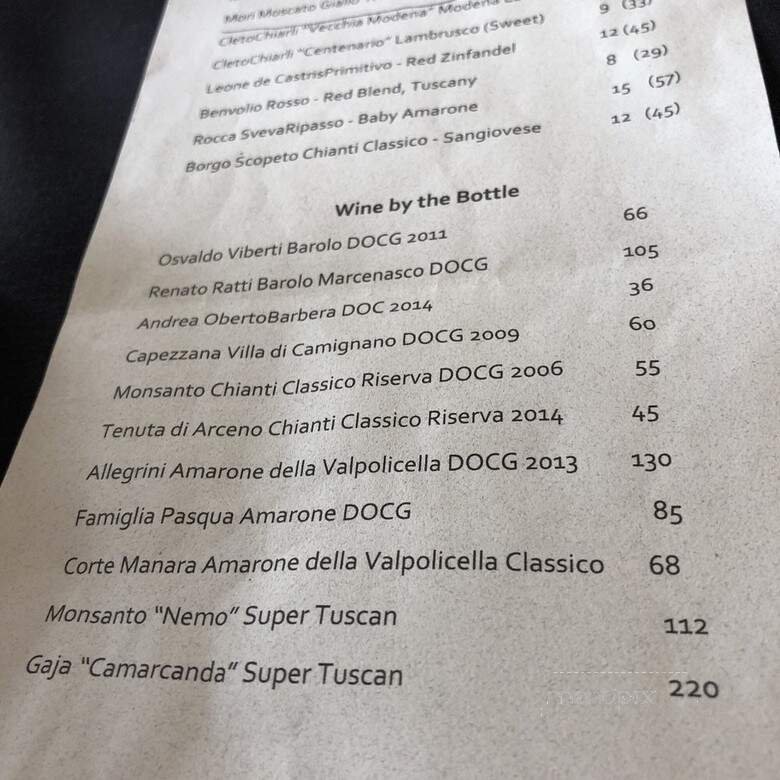 Mori Moscato Giallo
CletoChiarli "Vecchia Modena" Modena
CletoChiarli "Centenario" Lambrusco (Sweet) 9 (33)
Leone de CastrisPrimitivo - Red Zinfandel 12 (45)
Benvolio Rosso - Red Blend, Tuscany 8 (29)
Rocca SvevaRipasso - Baby Amarone 15 (57)
Borgo Scopeto Chianti Classico - Sangiovese 12 (45)
Wine by the Bottle
Osvaldo Viberti Barolo DOCG 2011 66
Renato Ratti Barolo Marcenasco DOCG 105
Andrea ObertoBarbera DOC 2014 36
Capezzana Villa di Camignano DOCG 2009 60
Monsanto Chianti Classico Riserva DOCG 2006 55
Tenuta di Arceno Chianti Classico Riserva 2014 45
Allegrini Amarone della Valpolicella DOCG 2013 130
Famiglia Pasqua Amarone DOCG 85
Corte Manara Amarone della Valpolicella Classico 68
Monsanto "Nemo" Super Tuscan 112
Gaja "Camarcanda" Super Tuscan 220